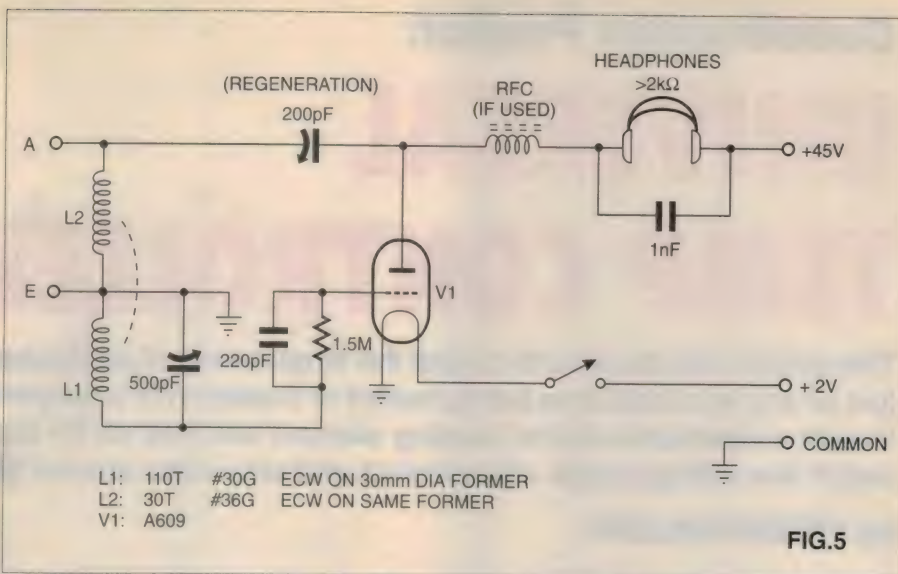 (REGENERATION)
200pF
RFC
(IF USED)
HEADPHONES
>2kΩ
A
+45V
L2
1nF
E
V1
1.5M
220pF
500pF
L1
+ 2V
COMMON
L1: 110T #30G ECW ON 30mm DIA FORMER
L2: 30T #36G ECW ON SAME FORMER
V1: A609
FIG.5